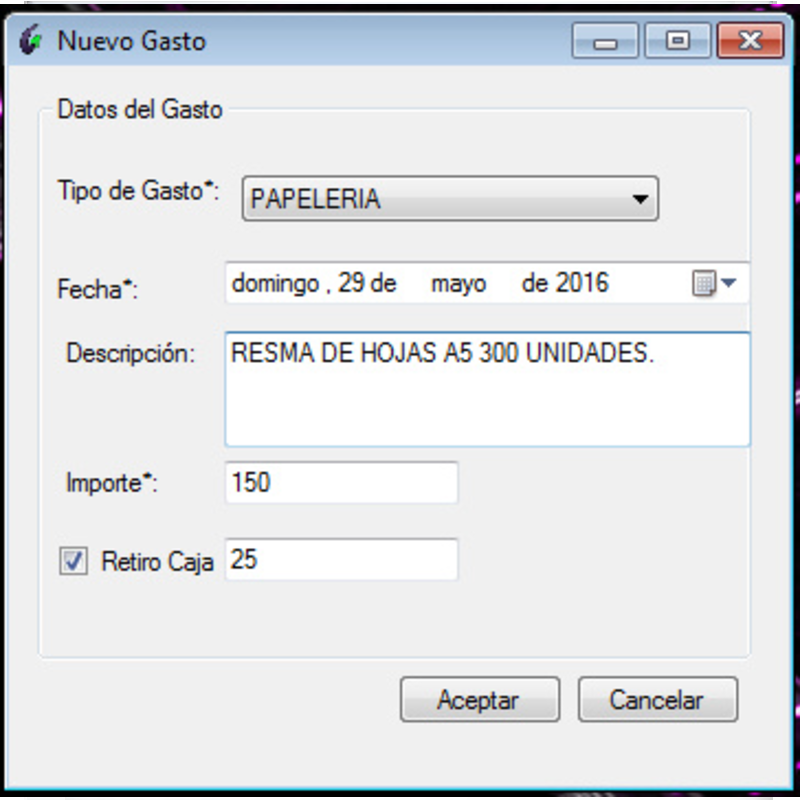 Nuevo Gasto
Datos del Gasto
Tipo de Gasto*: PAPELERIA
Fecha*: domingo , 29 de mayo de 2016
Descripción: RESMA DE HOJAS A5 300 UNIDADES.
Importe*: 150
Retiro Caja 25
Aceptar Cancelar